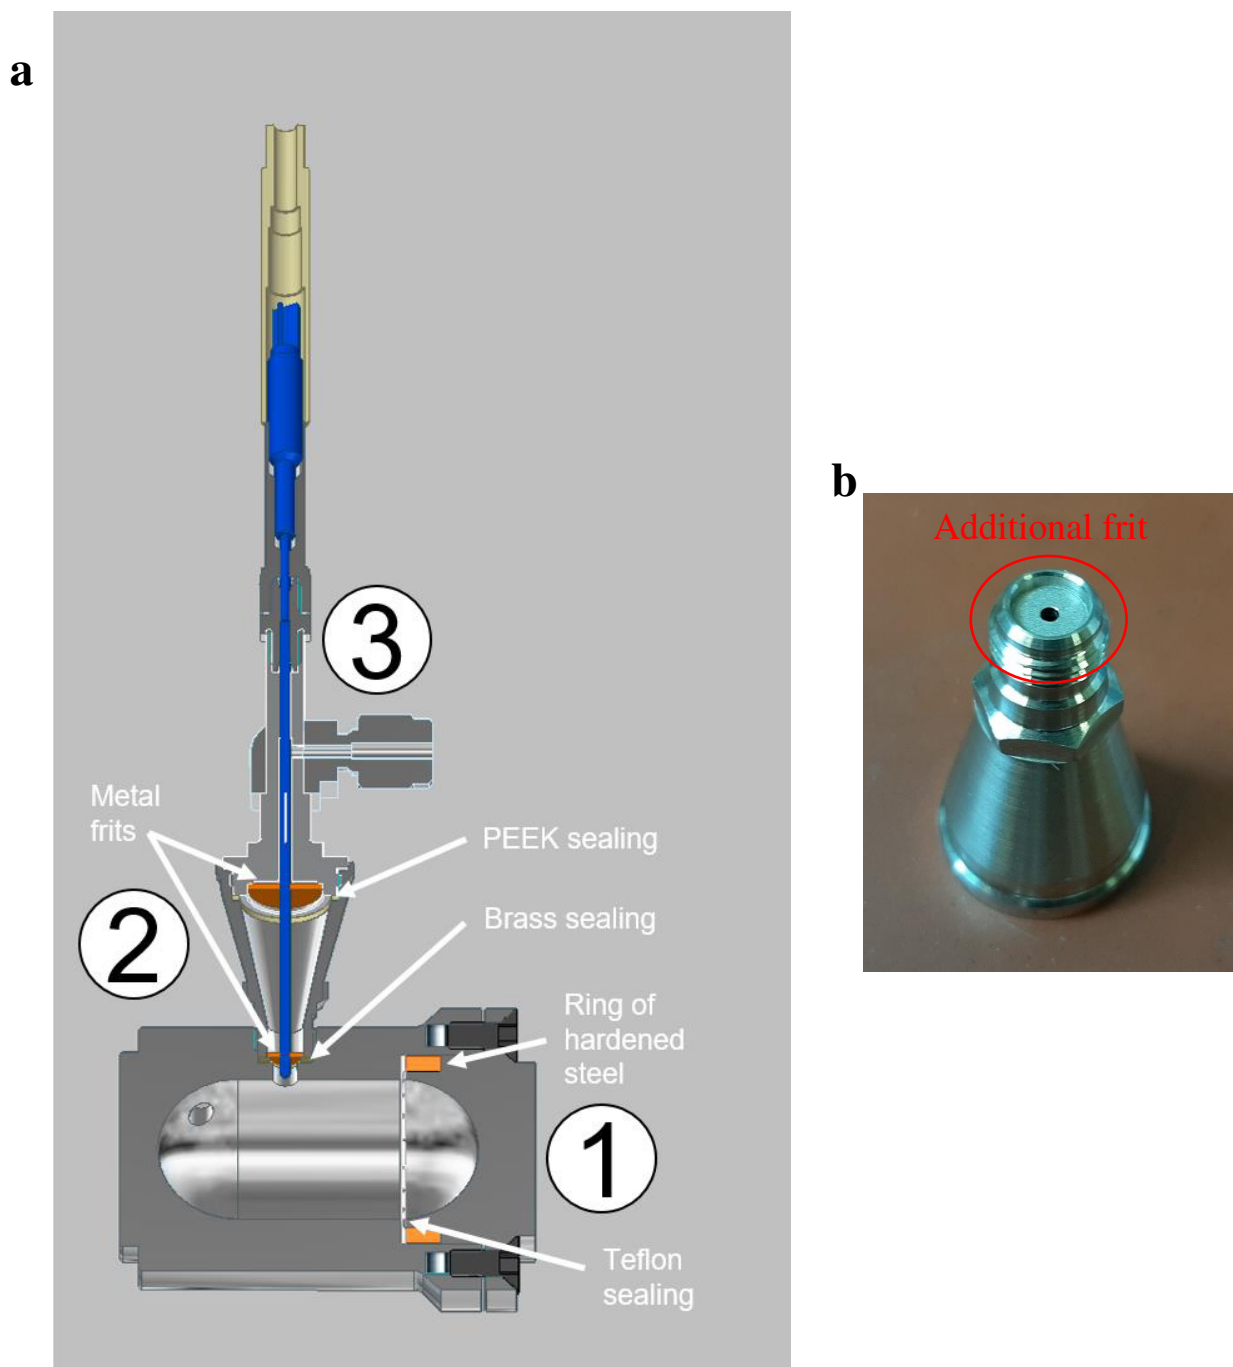 a
3
Metal
frits
PEEK sealing
2
Brass sealing
Ring of
hardened
steel
1
Teflon
sealing
b
Additional frit